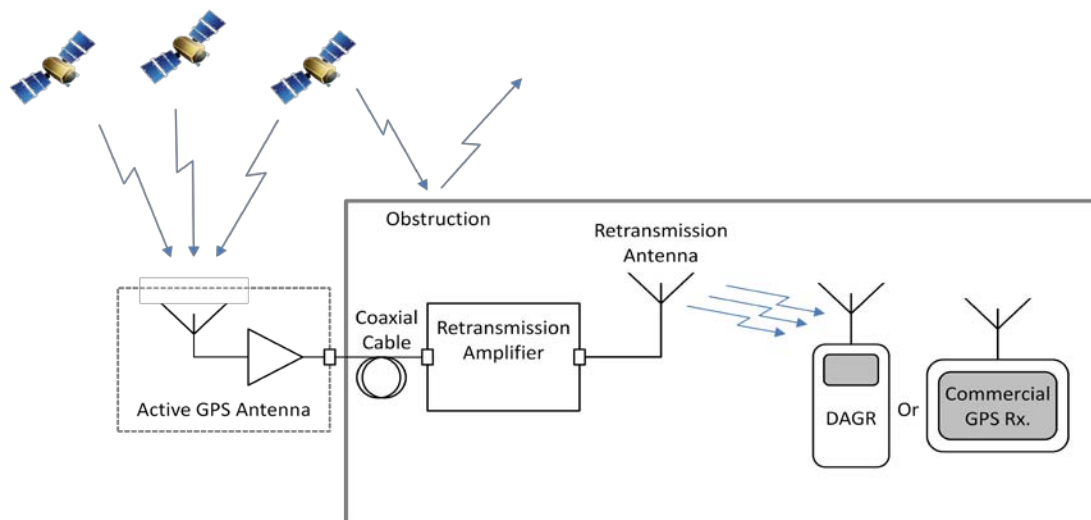 Obstruction
Retransmission
Antenna
Coaxial
Cable
Retransmission
Amplifier
Active GPS Antenna
DAGR
Or
Commercial
GPS Rx.